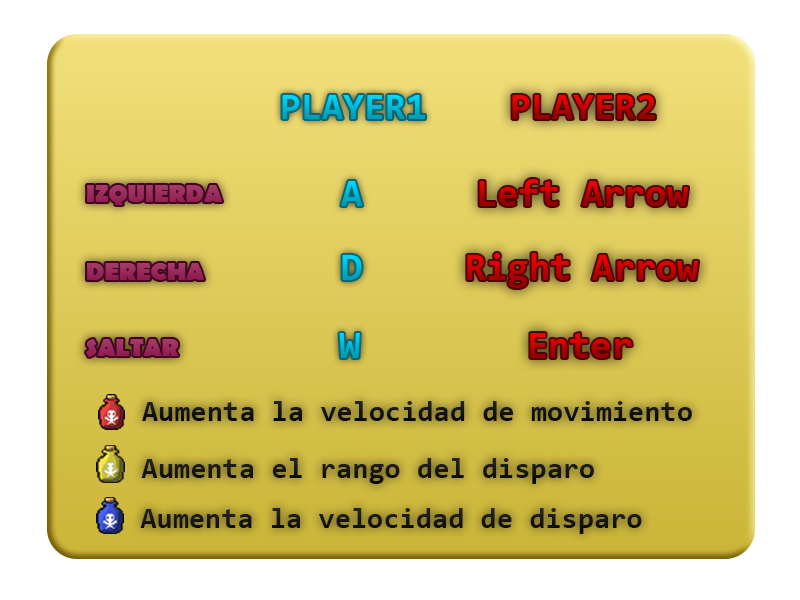 PLAYER1 PLAYER2
IZQUIERDA A Left Arrow
DERECHA D Right Arrow
SALTAR W Enter
Aumenta la velocidad de movimiento
Aumenta el rango del disparo
Aumenta la velocidad de disparo